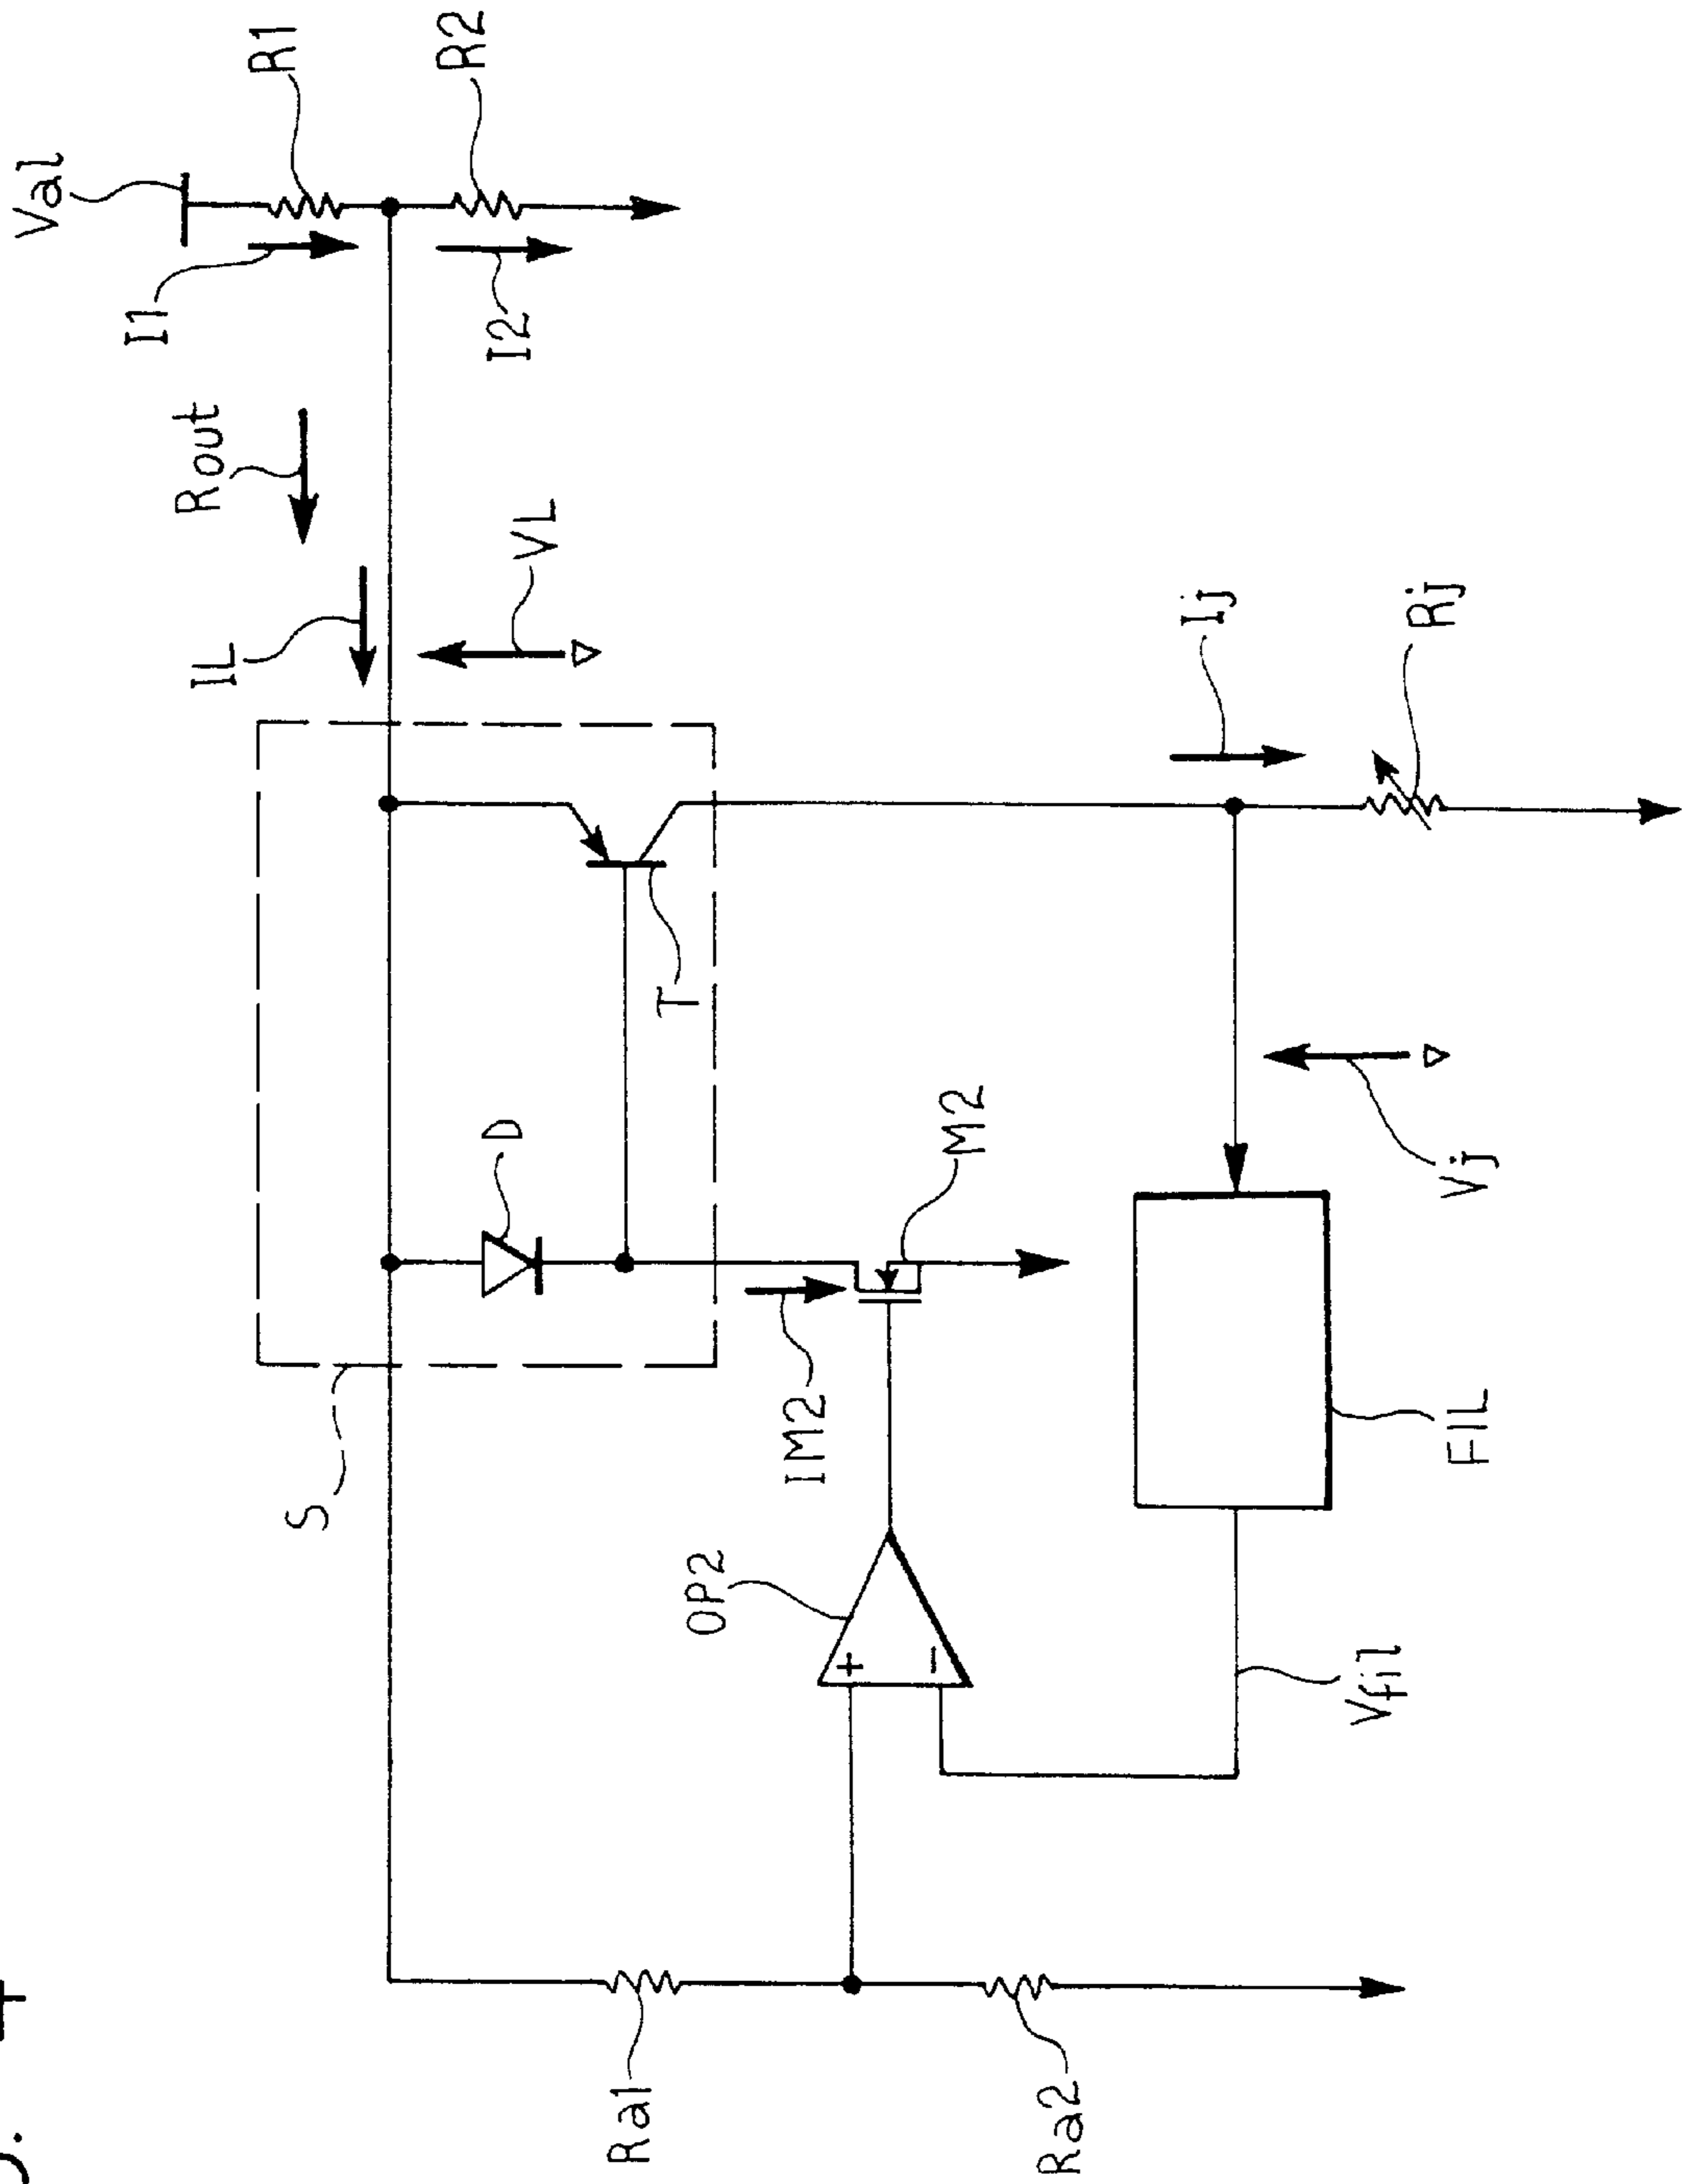 Val
R1
R2
I1
I2
Rout
IL
VL
Ij
Rj
T
D
M2
Vj
S
IM2
FIL
OP2
+
−
Vfil
Ra1
Ra2